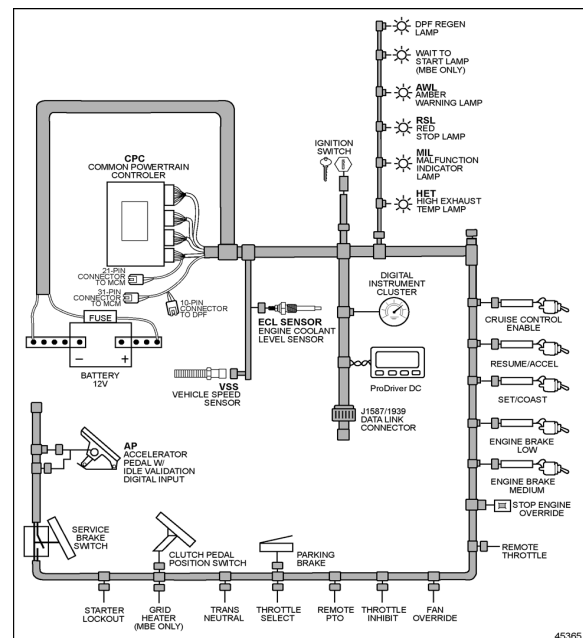 DPF REGEN
LAMP
WAIT TO
START LAMP
(MBE ONLY)
AWL
AMBER
WARNING LAMP
RSL
RED
STOP LAMP
MIL
MALFUNCTION
INDICATOR
LAMP
HET
HIGH EXHAUST
TEMP LAMP
IGNITION
SWITCH
CPC
COMMON POWERTRAIN
CONTROLER
21-PIN
CONNECTOR
TO MCM
31-PIN
CONNECTOR
TO MCM
10-PIN
CONNECTOR
TO DPF
FUSE
–
+
BATTERY
12V
ECL SENSOR
ENGINE COOLANT
LEVEL SENSOR
VSS
VEHICLE SPEED
SENSOR
DIGITAL
INSTRUMENT
CLUSTER
ProDriver DC
J1587/1939
DATA LINK
CONNECTOR
CRUISE CONTROL
ENABLE
RESUME/ACCEL
SET/COAST
ENGINE BRAKE
LOW
ENGINE BRAKE
MEDIUM
STOP ENGINE
OVERRIDE
REMOTE
THROTTLE
AP
ACCELERATOR
PEDAL W/
IDLE VALIDATION
DIGITAL INPUT
SERVICE
BRAKE
SWITCH
CLUTCH PEDAL
POSITION SWITCH
PARKING
BRAKE
STARTER
LOCKOUT
GRID
HEATER
(MBE ONLY)
TRANS
NEUTRAL
THROTTLE
SELECT
REMOTE
PTO
THROTTLE
INHIBIT
FAN
OVERRIDE
45365